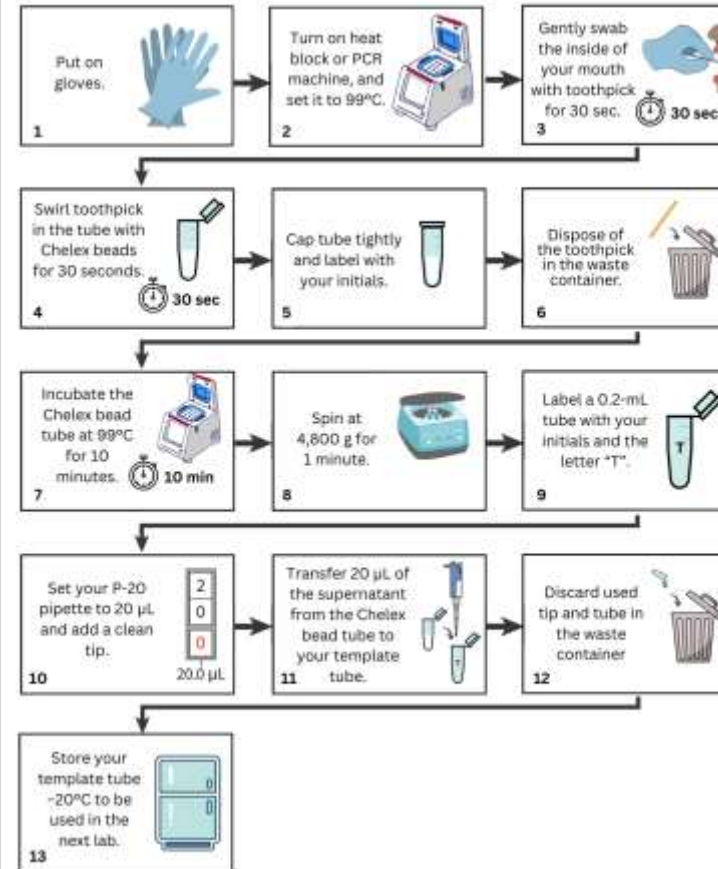 Put on
gloves.
1
Turn on heat
block or PCR
machine, and
set it to 99°C.
2
Gently swab
the inside of
your mouth
with toothpick
for 30 sec.
30 sec
3
Swirl toothpick
in the tube with
Chelex beads
for 30 seconds.
30 sec
4
Cap tube tightly
and label with
your initials.
5
Dispose of
the toothpick
in the waste
container.
6
Incubate the
Chelex bead
tube at 99°C
for 10
minutes.
10 min
7
Spin at
4,800 g for
1 minute.
8
Label a 0.2-mL
tube with your
initials and the
letter "T".
T
9
Set your P-20
pipette to 20 µL
and add a clean
tip.
2
0
0
20.0 µL
10
Transfer 20 µL of
the supernatant
from the Chelex
bead tube to
your template
tube.
T
11
Discard used
tip and tube in
the waste
container
12
Store your
template tube
-20°C to be
used in the
next lab.
13